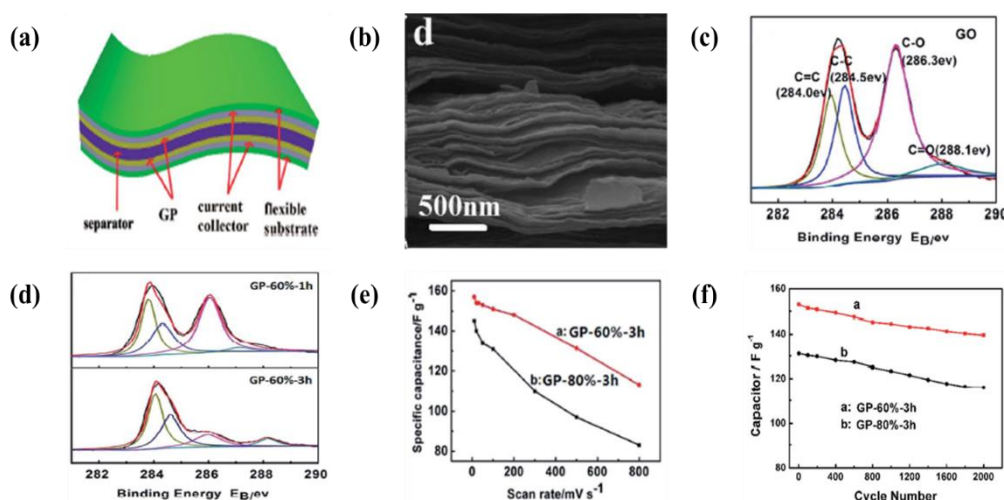 (a)
separator
GP
current
collector
flexible
substrate
(b)
d
500nm
(c)
GO
C-O
(286.3ev)
C-C
C=C
(284.5ev)
(284.0ev)
C=O(288.1ev)
282 284 286 288 290
Binding Energy EB/ev
(d)
GP-60%-1h
GP-60%-3h
282 284 286 288 290
Binding Energy EB/ev
(e)
Specific capacitance/F g-1
160
140
120
100
80
a: GP-60%-3h
b:GP-80%-3h
0 200 400 600 800
Scan rate/mV s-1
(f)
Capacitor / F g-1
160
140
120
100
80
60
a
b
a: GP-60%-3h
b: GP-80%-3h
0 400 800 1200 1600 2000
Cycle Number